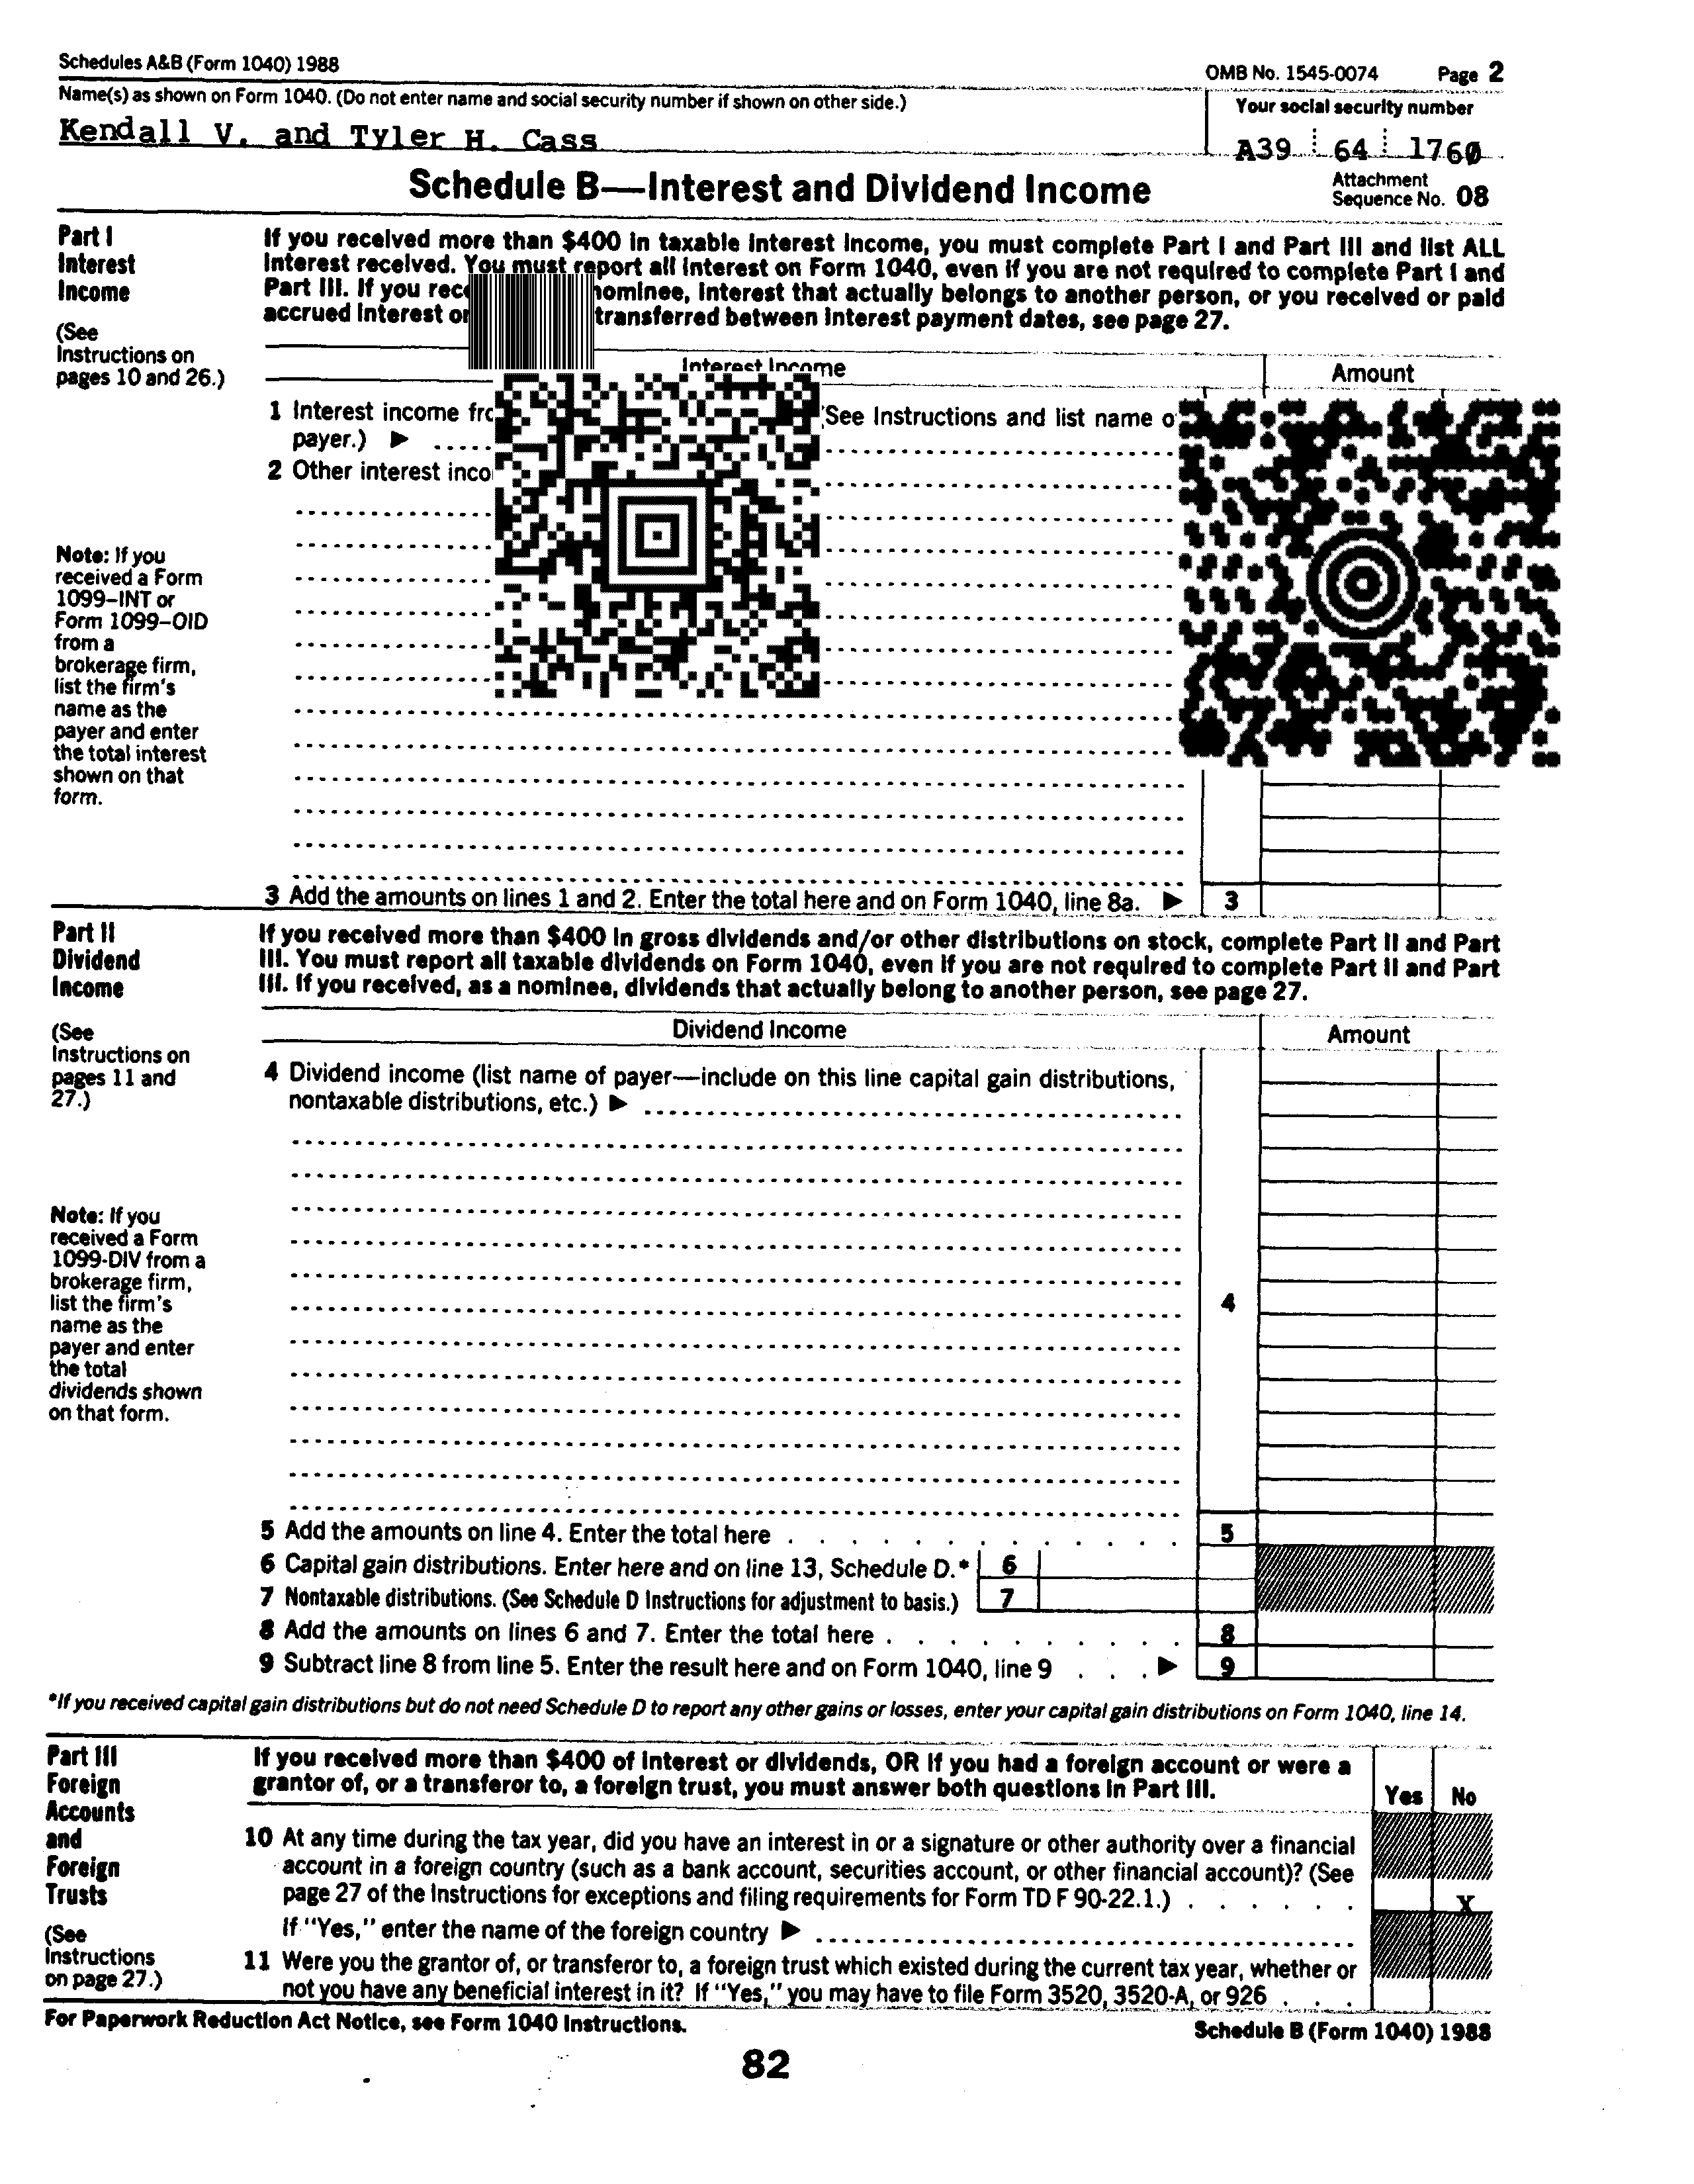 Schedules A&B (Form 1040) 1988
OMB No. 1545-0074 Page 2
Name(s) as shown on Form 1040. (Do not enter name and social security number if shown on other side.)
Your social security number
Kendall V. and Tyler H. Cass
A39 64 1760
Schedule B—Interest and Dividend Income
Attachment
Sequence No. 08
Part I
Interest
Income
(See
Instructions on
pages 10 and 26.)
If you received more than $400 in taxable interest income, you must complete Part I and Part III and list ALL
interest received. You must report all interest on Form 1040, even if you are not required to complete Part I and
Part III. If you nominee, interest that actually belongs to another person, or you received or paid
accrued interest transferred between interest payment dates, see page 27.
Interest Income
Amount
1 Interest income See Instructions and list name
payer.) ▶
2 Other interest
Note: If you
received a Form
1099–INT or
Form 1099–OID
from a
brokerage firm,
list the firm's
name as the
payer and enter
the total interest
shown on that
form.
3 Add the amounts on lines 1 and 2. Enter the total here and on Form 1040, line 8a. ▶ 3
Part II
Dividend
Income
(See
Instructions on
pages 11 and
27.)
If you received more than $400 in gross dividends and/or other distributions on stock, complete Part II and Part
III. You must report all taxable dividends on Form 1040, even if you are not required to complete Part II and Part
III. If you received, as a nominee, dividends that actually belong to another person, see page 27.
Dividend Income
Amount
4 Dividend income (list name of payer—include on this line capital gain distributions,
nontaxable distributions, etc.) ▶
4
Note: If you
received a Form
1099-DIV from a
brokerage firm,
list the firm's
name as the
payer and enter
the total
dividends shown
on that form.
5 Add the amounts on line 4. Enter the total here 5
6 Capital gain distributions. Enter here and on line 13, Schedule D.* 6
7 Nontaxable distributions. (See Schedule D Instructions for adjustment to basis.) 7
8 Add the amounts on lines 6 and 7. Enter the total here 8
9 Subtract line 8 from line 5. Enter the result here and on Form 1040, line 9 ▶ 9
*If you received capital gain distributions but do not need Schedule D to report any other gains or losses, enter your capital gain distributions on Form 1040, line 14.
Part III
Foreign
Accounts
and
Foreign
Trusts
(See
Instructions
on page 27.)
If you received more than $400 of interest or dividends, OR if you had a foreign account or were a
grantor of, or a transferor to, a foreign trust, you must answer both questions in Part III.
Yes No
10 At any time during the tax year, did you have an interest in or a signature or other authority over a financial
account in a foreign country (such as a bank account, securities account, or other financial account)? (See
page 27 of the Instructions for exceptions and filing requirements for Form TD F 90-22.1.) X
If "Yes," enter the name of the foreign country ▶
11 Were you the grantor of, or transferor to, a foreign trust which existed during the current tax year, whether or
not you have any beneficial interest in it? If "Yes," you may have to file Form 3520, 3520-A, or 926
For Paperwork Reduction Act Notice, see Form 1040 Instructions.
Schedule B (Form 1040) 1988
82